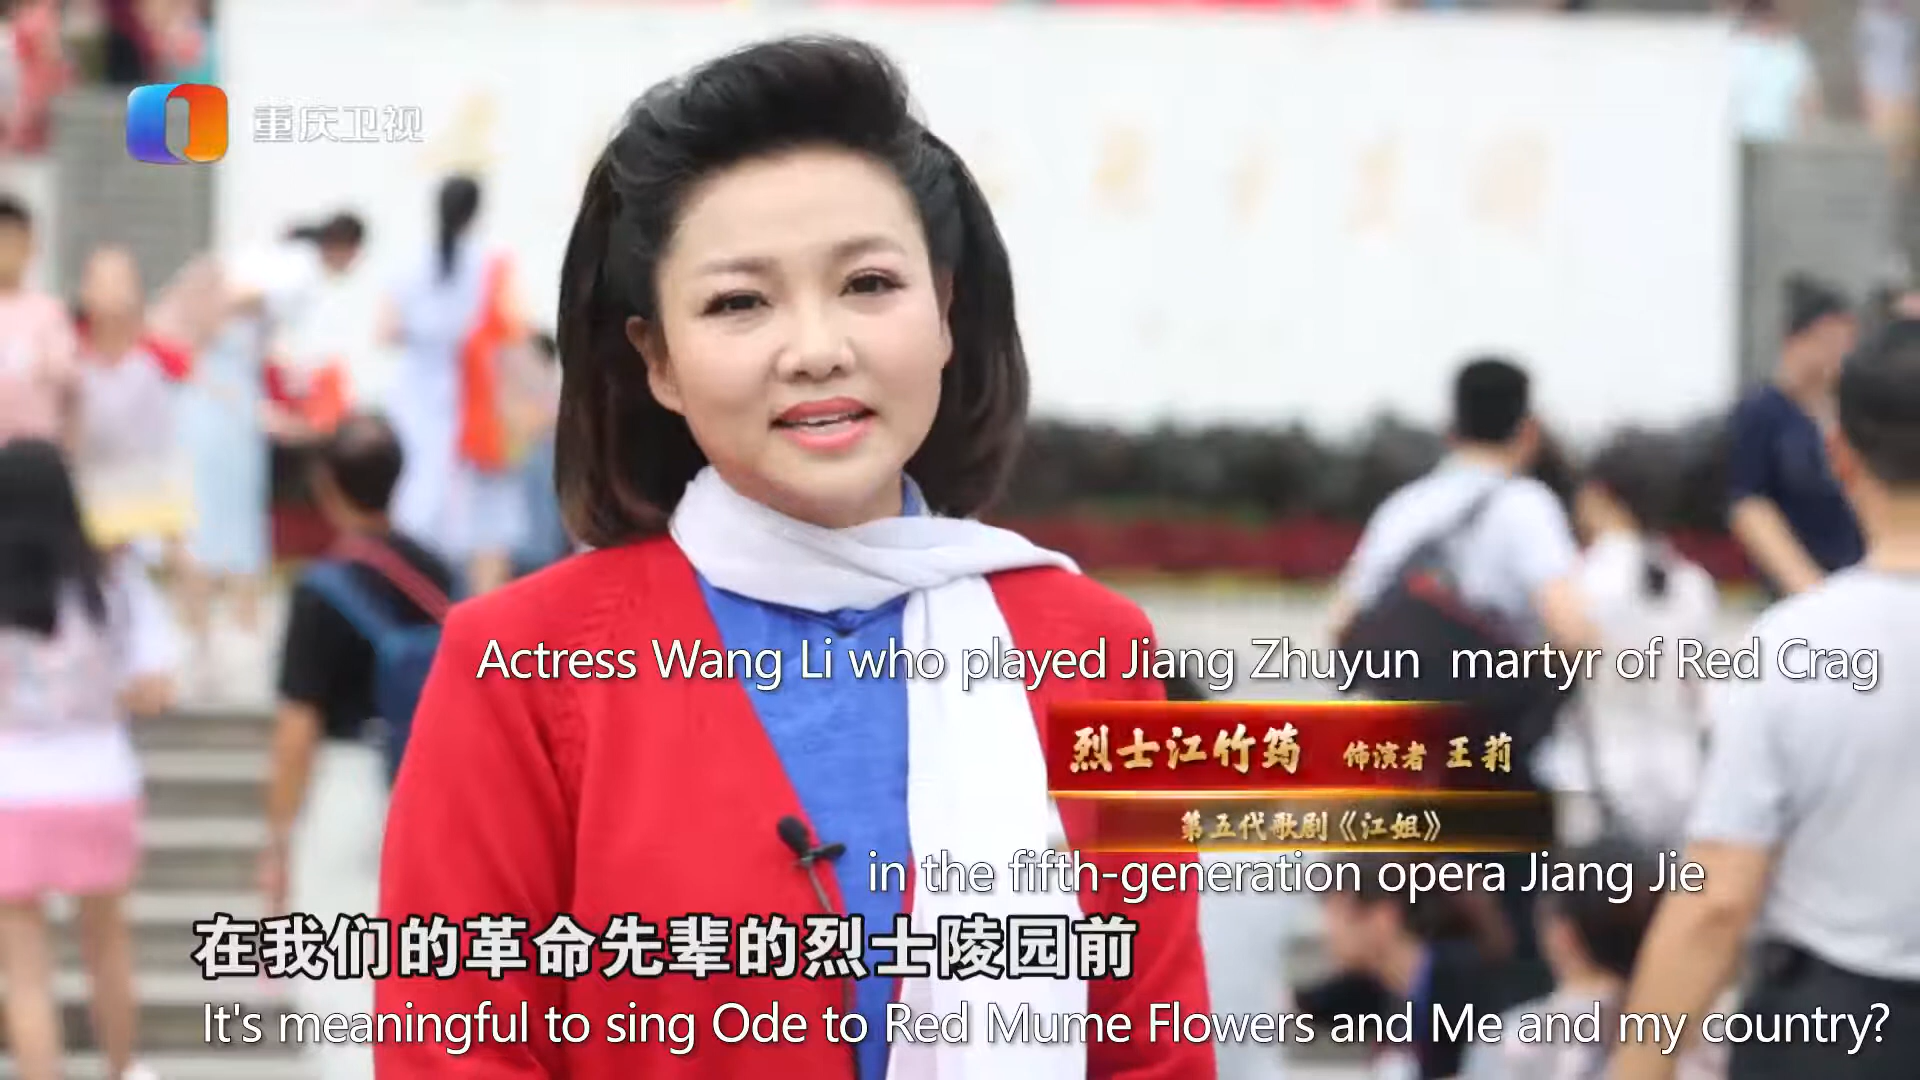 重庆卫视
Actress Wang Li who played Jiang Zhuyun  martyr of Red Crag
烈士江竹筠 饰演者 王莉
第五代歌剧《江姐》
in the fifth-generation opera Jiang Jie
在我们的革命先辈的烈士陵园前
It's meaningful to sing Ode to Red Mume Flowers and Me and my country?